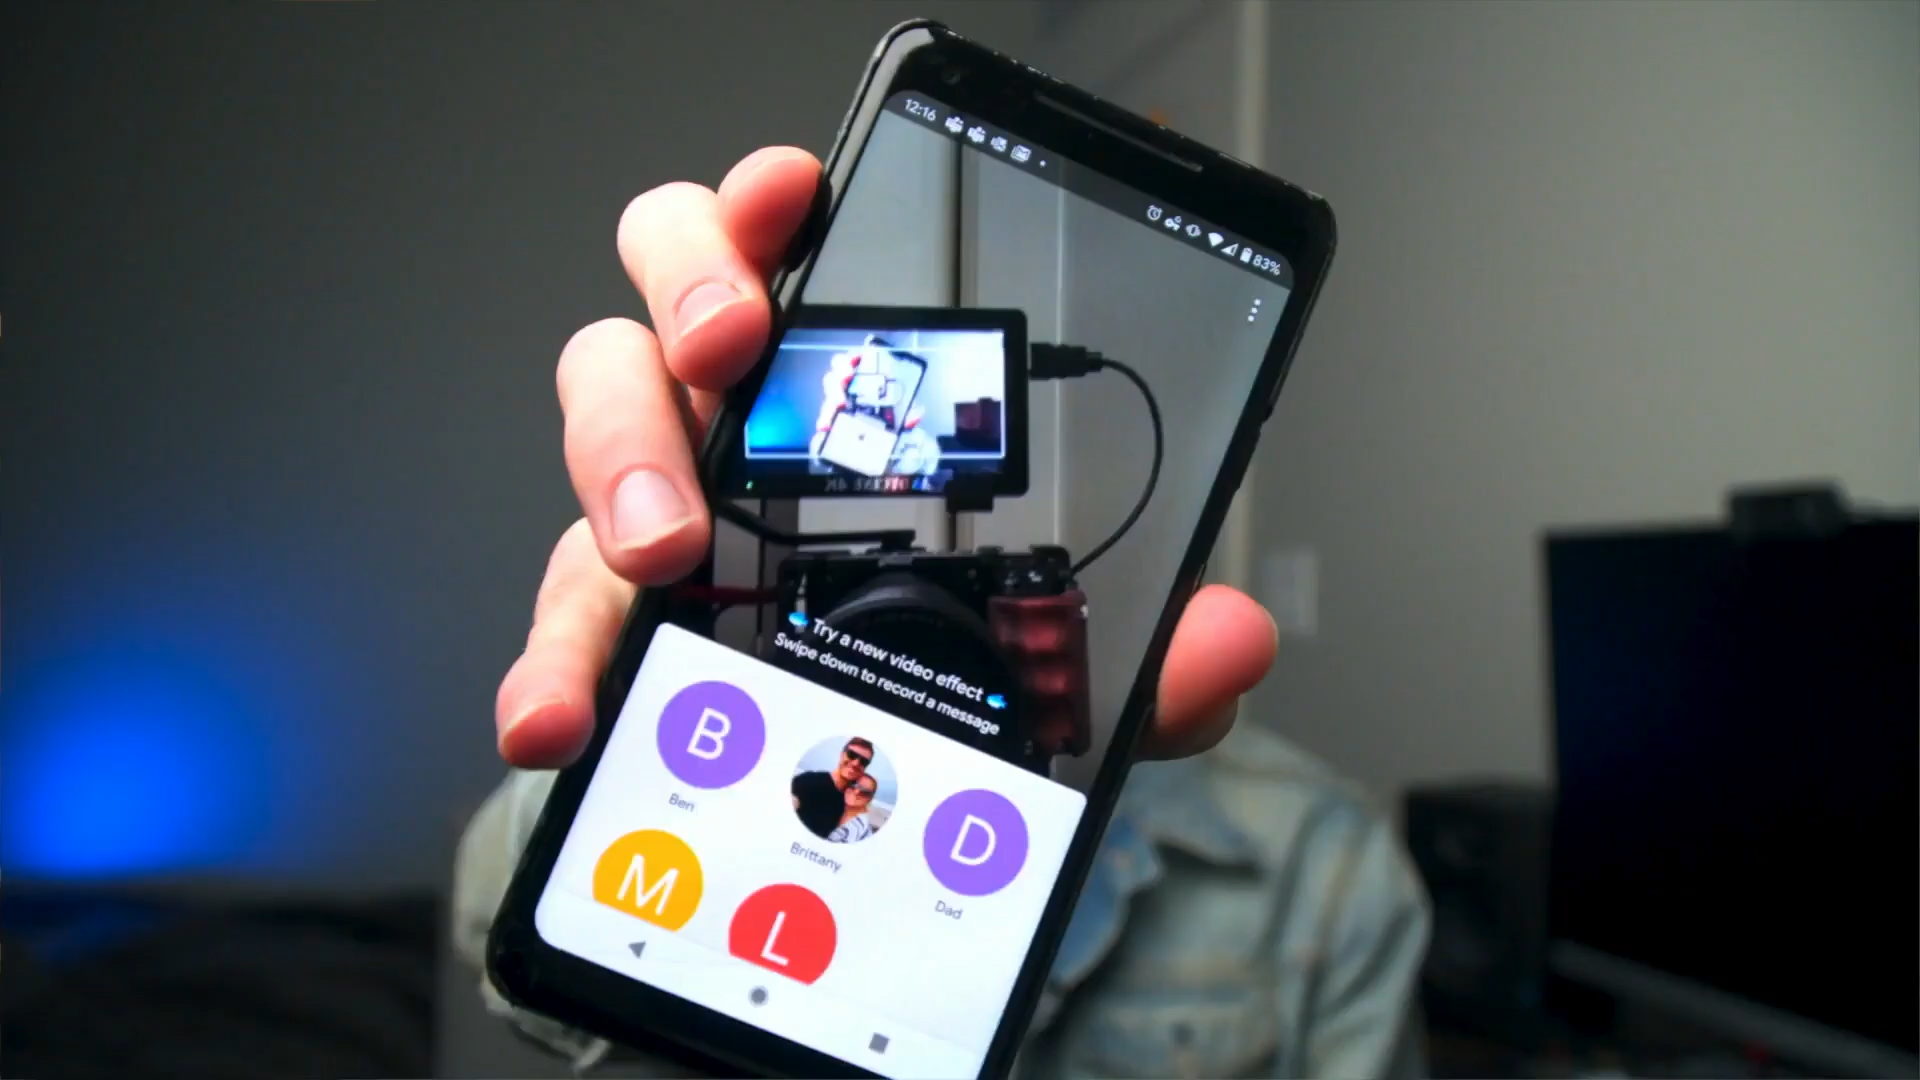 12:16
83%
Try a new video effect
Swipe down to record a message
B
Ben
Brittany
D
Dad
M
L